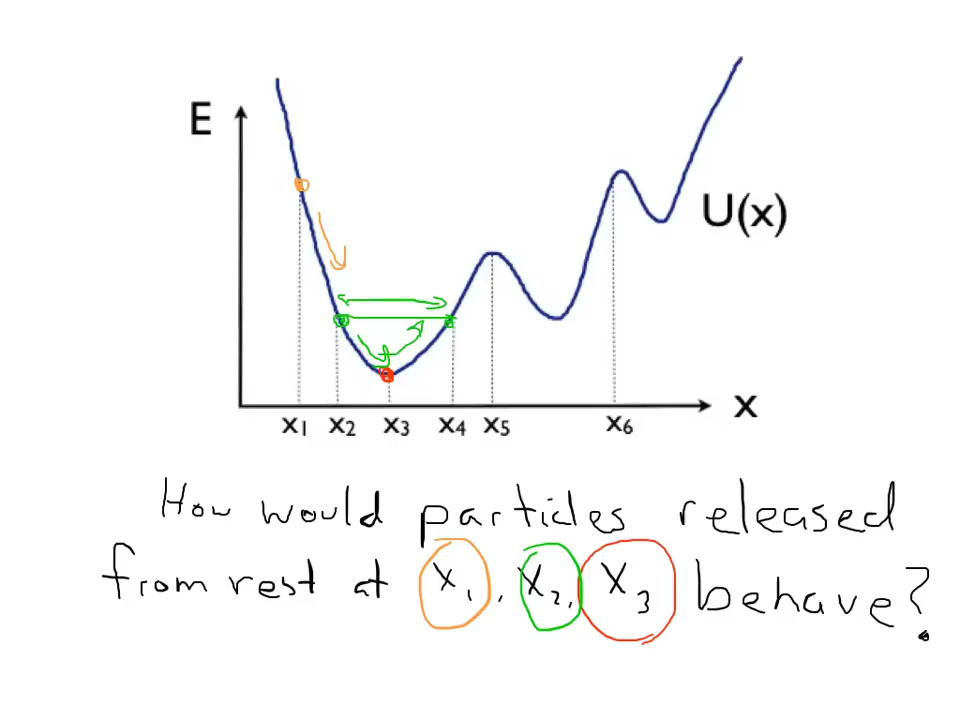 E
U(x)
x
x1 x2 x3 x4 x5 x6
How would particles released
from rest at x1, x2, x3 behave?